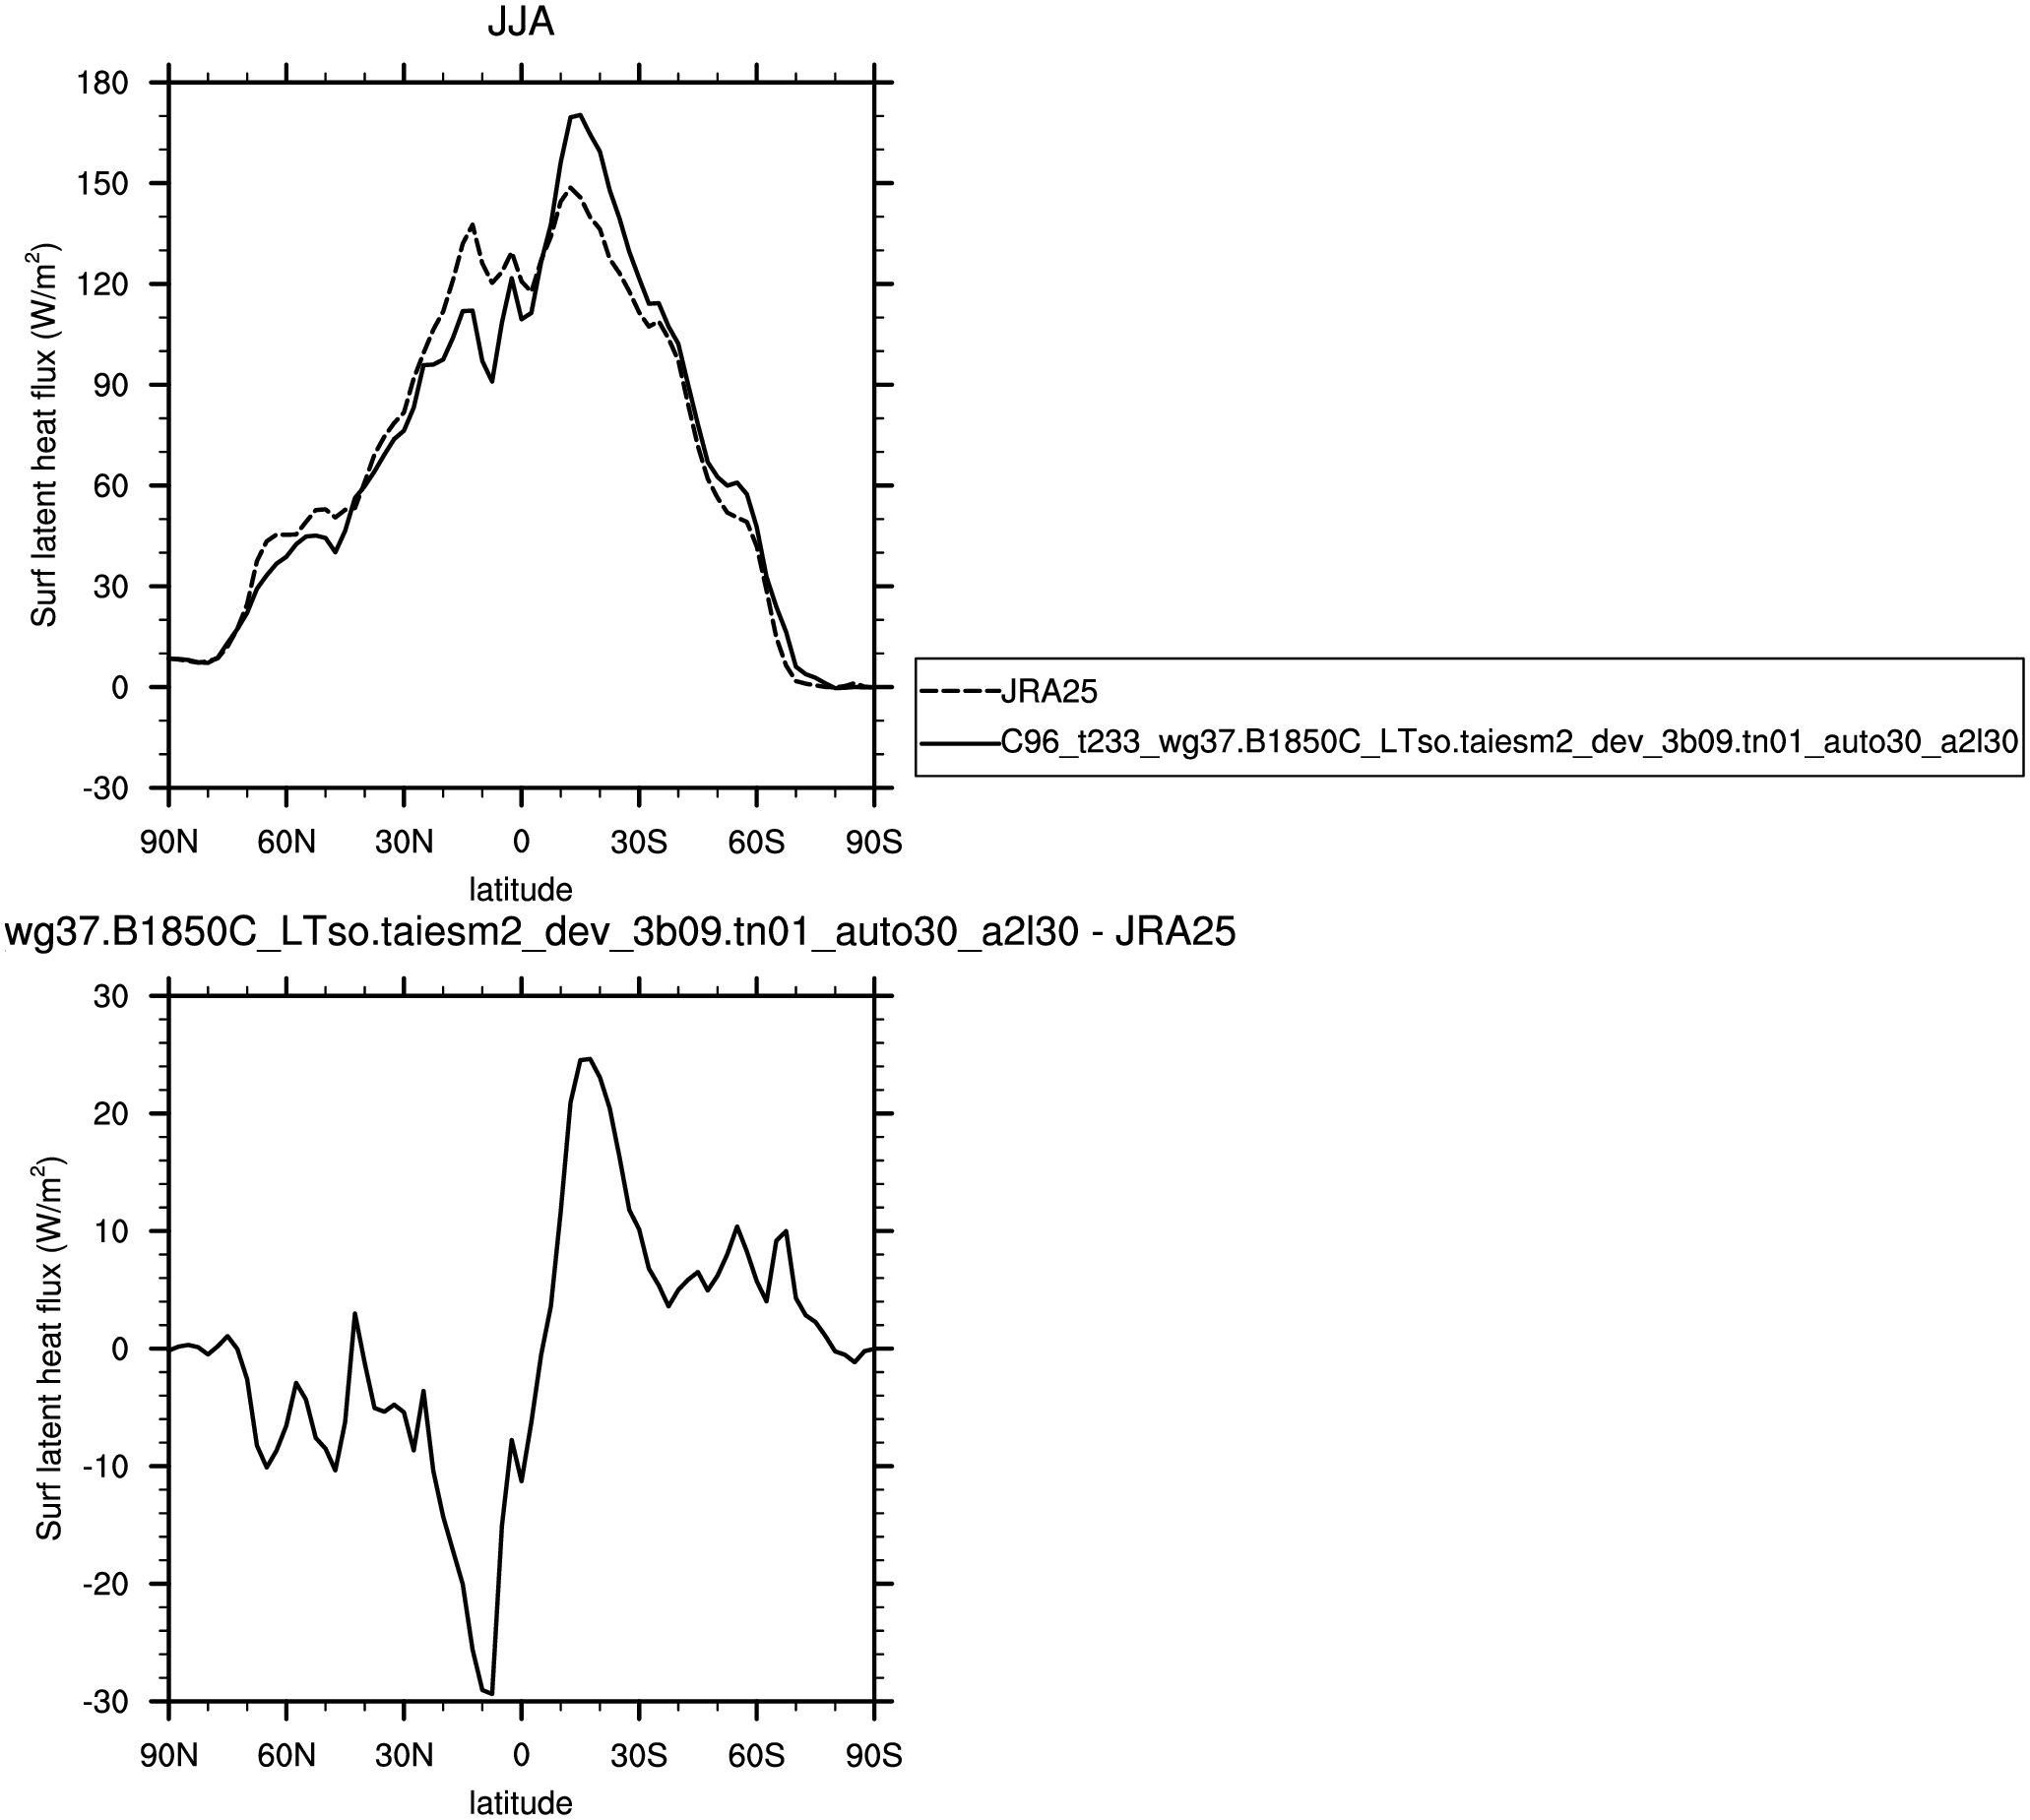 JJA
180
150
120
90
60
30
0
-30
Surf latent heat flux (W/m²)
90N 60N 30N 0 30S 60S 90S
latitude
JRA25
C96_t233_wg37.B1850C_LTso.taiesm2_dev_3b09.tn01_auto30_a2l30
wg37.B1850C_LTso.taiesm2_dev_3b09.tn01_auto30_a2l30 - JRA25
30
20
10
0
-10
-20
-30
Surf latent heat flux (W/m²)
90N 60N 30N 0 30S 60S 90S
latitude